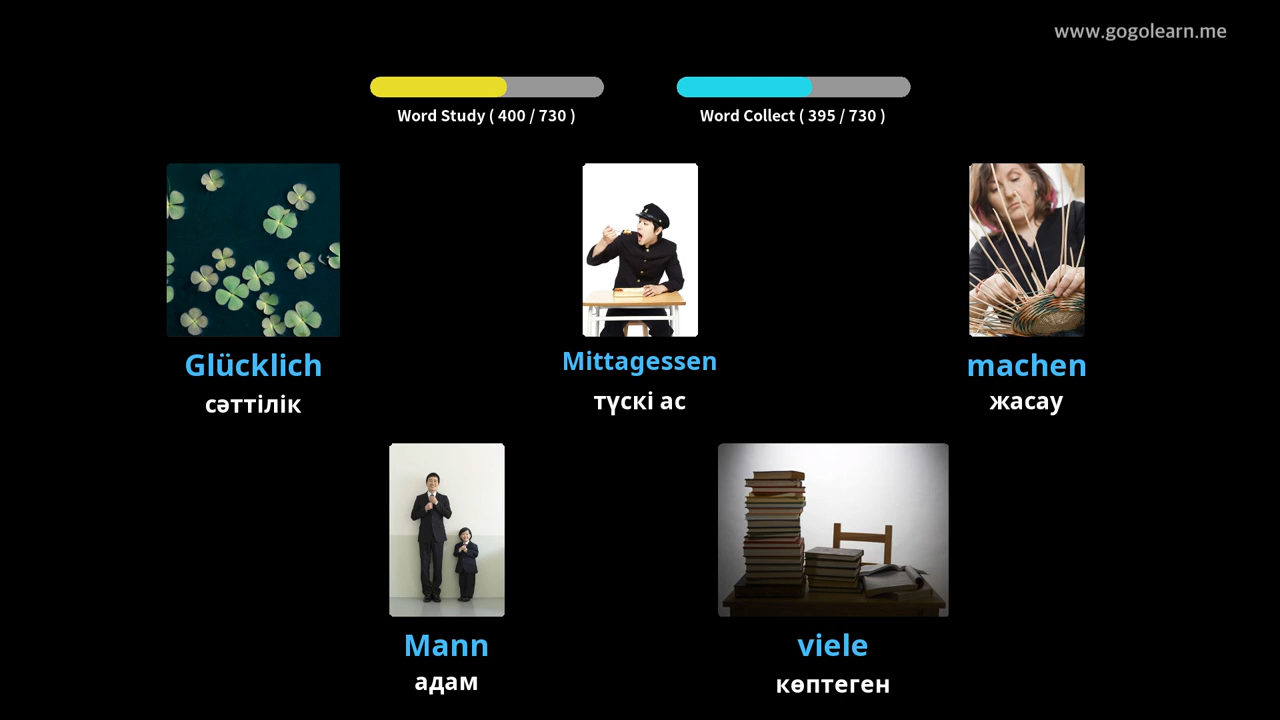 www.gogolearn.me
Word Study ( 400 / 730 )
Word Collect ( 395 / 730 )
Glücklich
сәттілік
Mittagessen
түскі ас
machen
жасау
Mann
адам
viele
көптеген